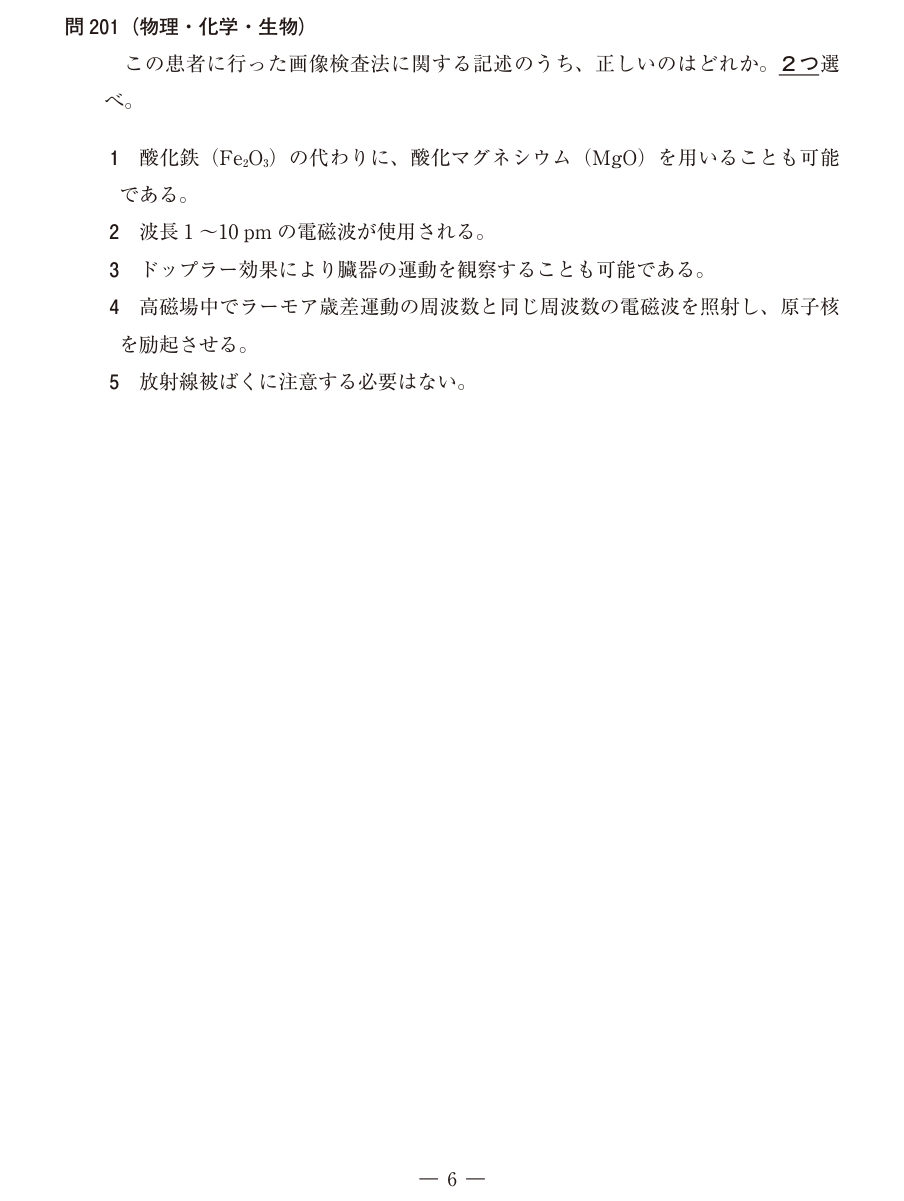 問 201（物理・化学・生物）
この患者に行った画像検査法に関する記述のうち、正しいのはどれか。２つ選
べ。
1　酸化鉄（Fe₂O₃）の代わりに、酸化マグネシウム（MgO）を用いることも可能
である。
2　波長１～10 pm の電磁波が使用される。
3　ドップラー効果により臓器の運動を観察することも可能である。
4　高磁場中でラーモア歳差運動の周波数と同じ周波数の電磁波を照射し、原子核
を励起させる。
5　放射線被ばくに注意する必要はない。
— 6 —